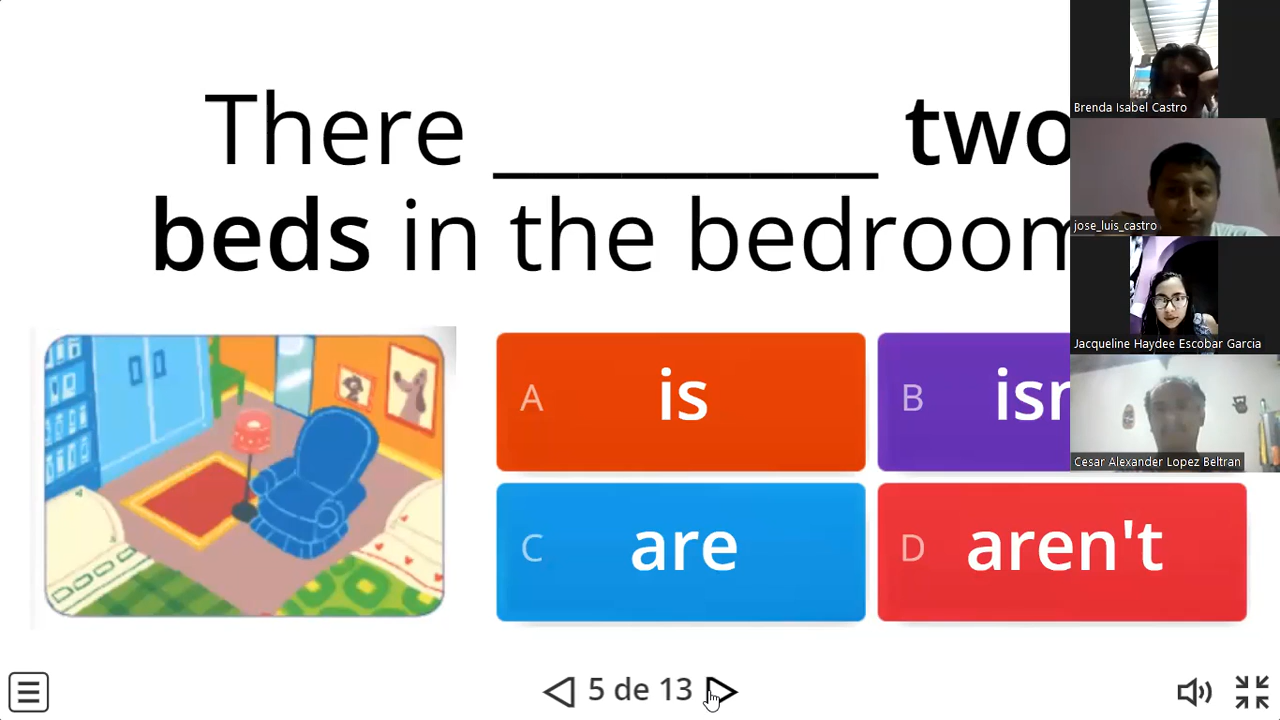 There __________ two
beds in the bedroom
A is
B isn
C are
D aren't
5 de 13
Brenda Isabel Castro
jose_luis_castro
Jacqueline Haydee Escobar Garcia
Cesar Alexander Lopez Beltran